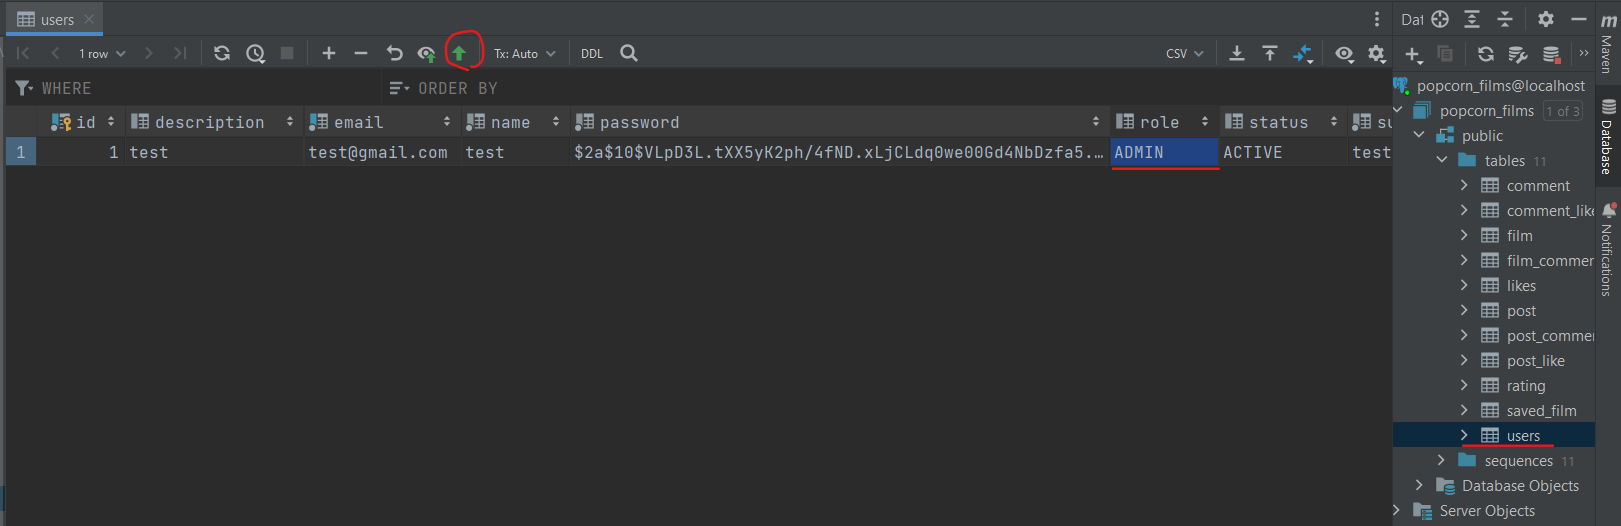 users
1 row
Tx: Auto
DDL
CSV
WHERE
ORDER BY
id description email name password role status su
1 1 test test@gmail.com test $2a$10$VLpD3L.tXX5yK2ph/4fND.xLjCLdq0we00Gd4NbDzfa5.… ADMIN ACTIVE test
Dat
popcorn_films@localhost
popcorn_films 1 of 3
public
tables 11
comment
comment_like
film
film_commen
likes
post
post_commen
post_like
rating
saved_film
users
sequences 11
Database Objects
Server Objects
m
Maven
Database
Notifications